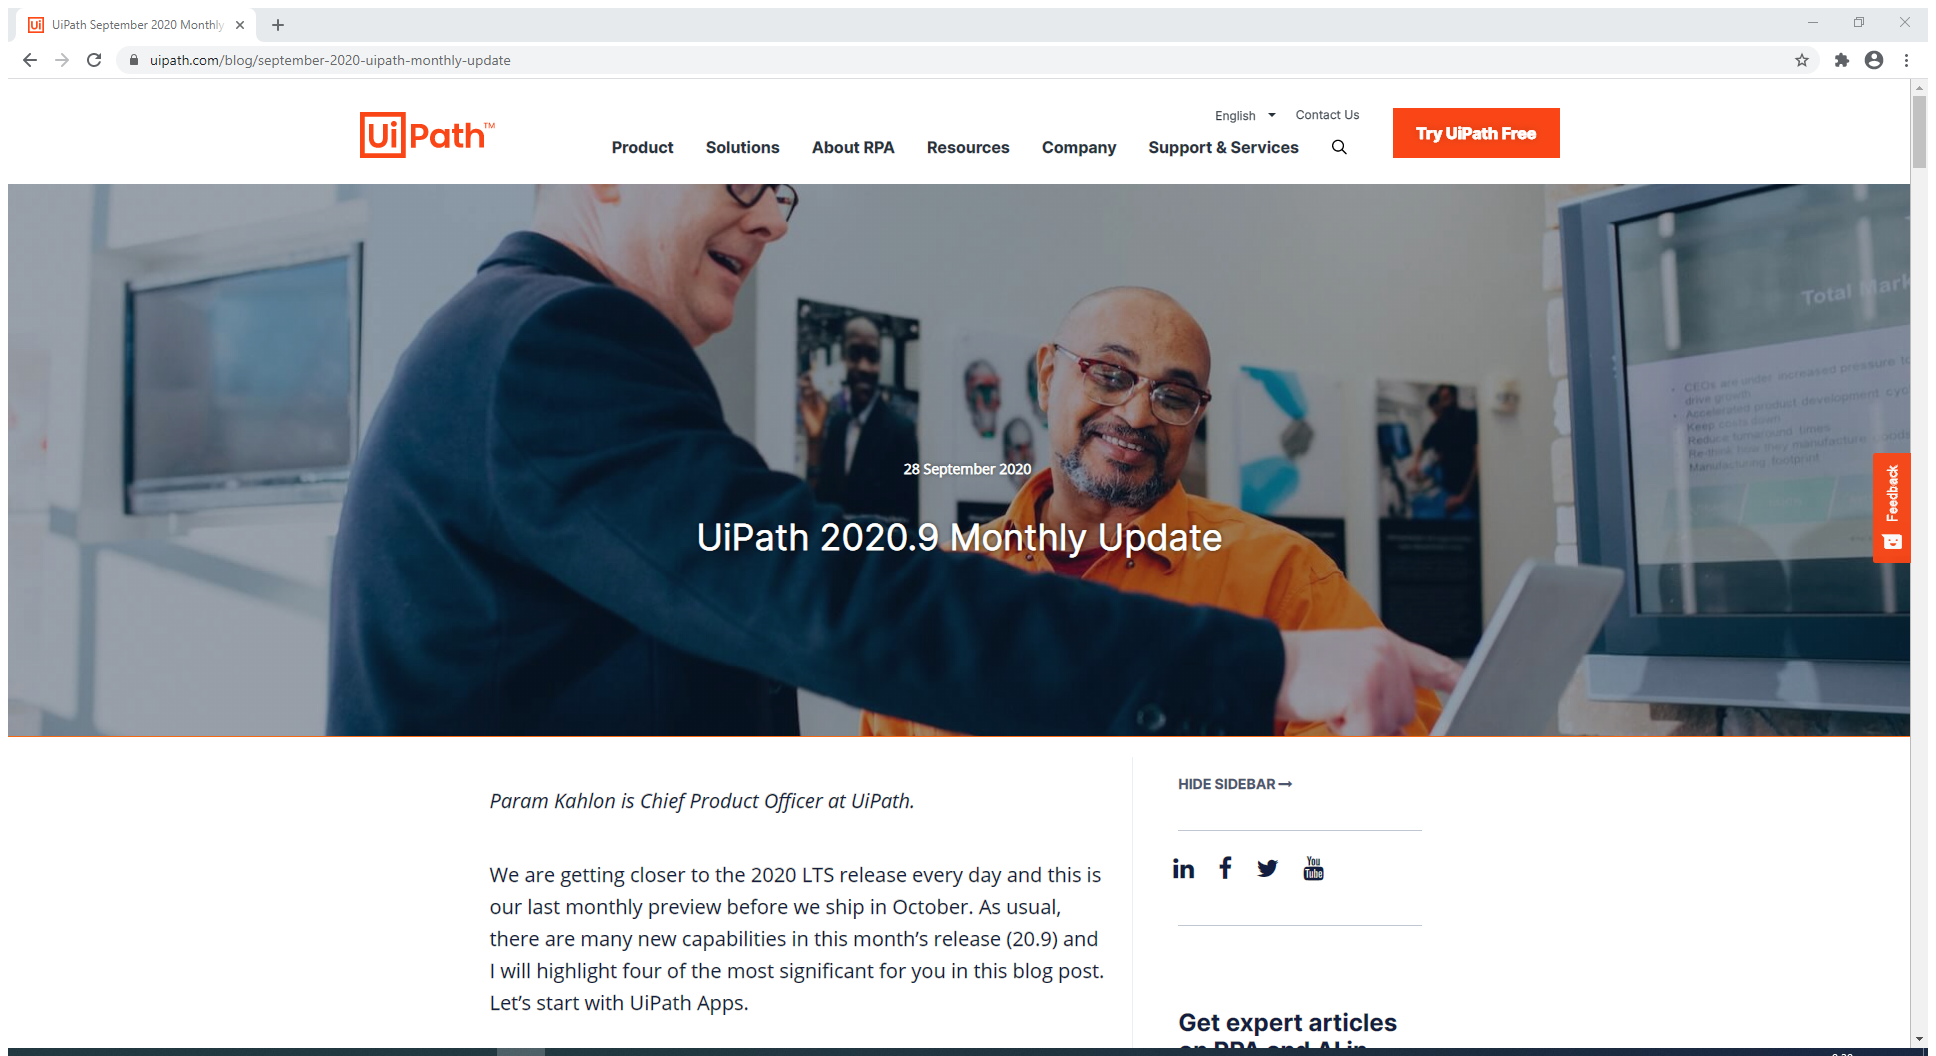 Ui UiPath September 2020 Monthly
uipath.com/blog/september-2020-uipath-monthly-update
English
Contact Us
UiPath™
Product
Solutions
About RPA
Resources
Company
Support & Services
Try UiPath Free
Total Mark
CEOs are under increased pressure to
drive growth
Accelerated product development cyc
Keep costs down
Reduce turnaround times
Re-think how they manufacture goods
Manufacturing footprint
28 September 2020
UiPath 2020.9 Monthly Update
Feedback
Param Kahlon is Chief Product Officer at UiPath.
We are getting closer to the 2020 LTS release every day and this is
our last monthly preview before we ship in October. As usual,
there are many new capabilities in this month’s release (20.9) and
I will highlight four of the most significant for you in this blog post.
Let’s start with UiPath Apps.
HIDE SIDEBAR
in f You Tube
Get expert articles
on RPA and AI in